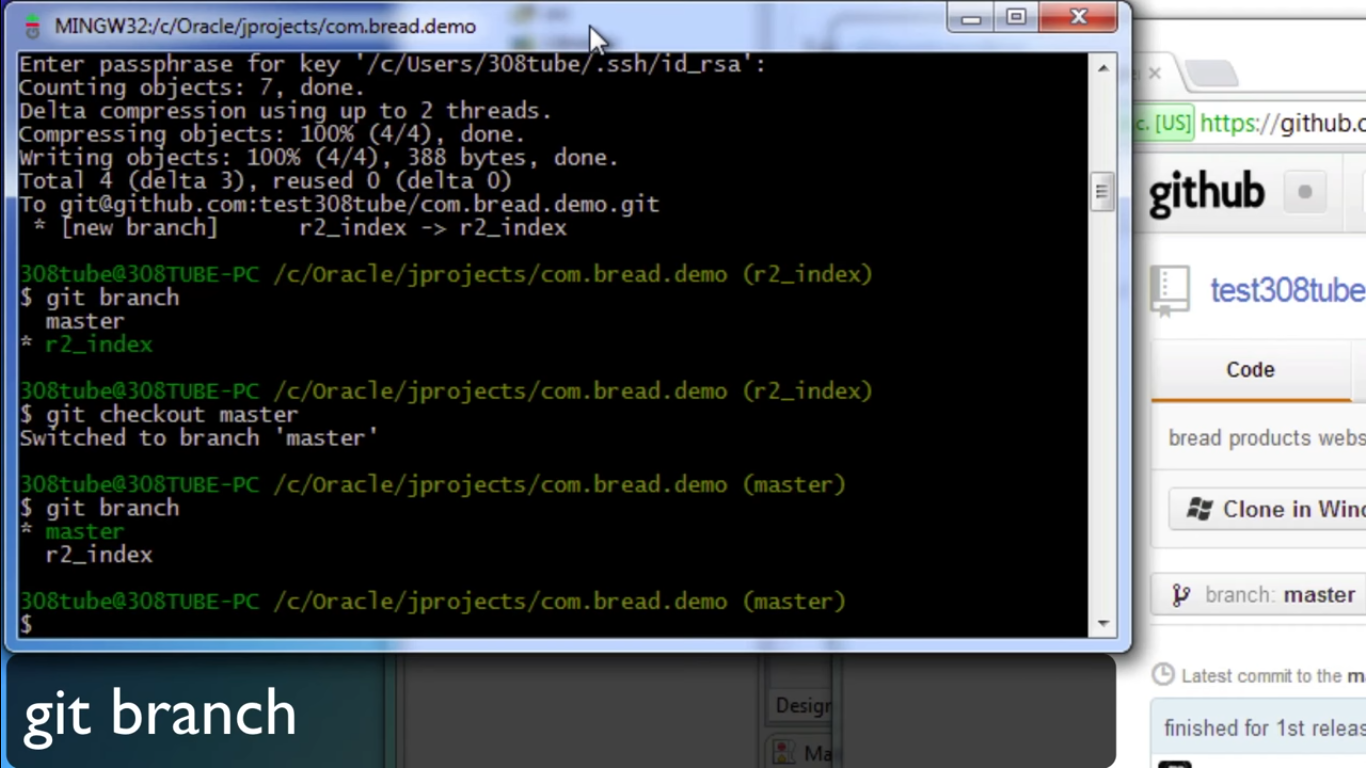 MINGW32:/c/Oracle/jprojects/com.bread.demo
Enter passphrase for key '/c/Users/308tube/.ssh/id_rsa':
Counting objects: 7, done.
Delta compression using up to 2 threads.
Compressing objects: 100% (4/4), done.
Writing objects: 100% (4/4), 388 bytes, done.
Total 4 (delta 3), reused 0 (delta 0)
To git@github.com:test308tube/com.bread.demo.git
* [new branch] r2_index -> r2_index
308tube@308TUBE-PC /c/Oracle/jprojects/com.bread.demo (r2_index)
$ git branch
master
* r2_index
308tube@308TUBE-PC /c/Oracle/jprojects/com.bread.demo (r2_index)
$ git checkout master
Switched to branch 'master'
308tube@308TUBE-PC /c/Oracle/jprojects/com.bread.demo (master)
$ git branch
* master
r2_index
308tube@308TUBE-PC /c/Oracle/jprojects/com.bread.demo (master)
$
git branch
c. [US] https://github.c
github
test308tube
Code
bread products webs
Clone in Winc
branch: master
Latest commit to the ma
finished for 1st releas
Desigr
Ma